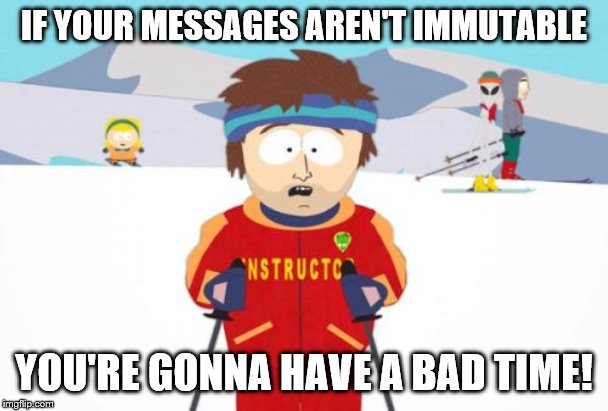 IF YOUR MESSAGES AREN'T IMMUTABLE
YOU'RE GONNA HAVE A BAD TIME!
imgflip.com